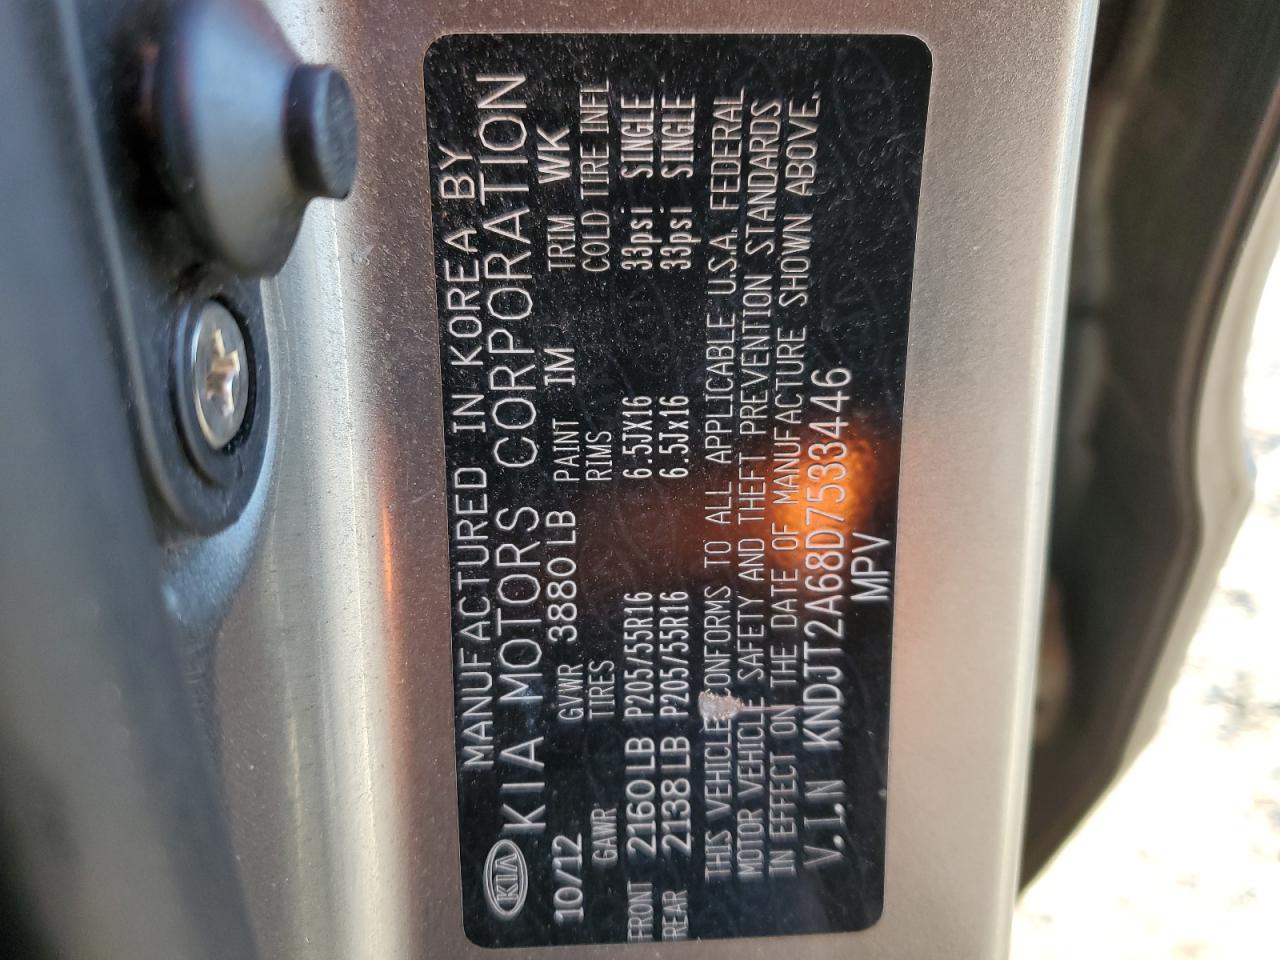 MANUFACTURED IN KOREA BY
KIA KIA MOTORS CORPORATION
10/12 GVWR 3880 LB PAINT IM TRIM WK
GAWR TIRES RIMS COLD TIRE INFL
FRONT 2160 LB P205/55R16 6.5JX16 33psi SINGLE
REAR 2138 LB P205/55R16 6.5Jx16 33psi SINGLE
THIS VEHICLE CONFORMS TO ALL APPLICABLE U.S.A. FEDERAL
MOTOR VEHICLE SAFETY AND THEFT PREVENTION STANDARDS
IN EFFECT ON THE DATE OF MANUFACTURE SHOWN ABOVE.
V.I.N KNDJT2A68D7533446
MPV